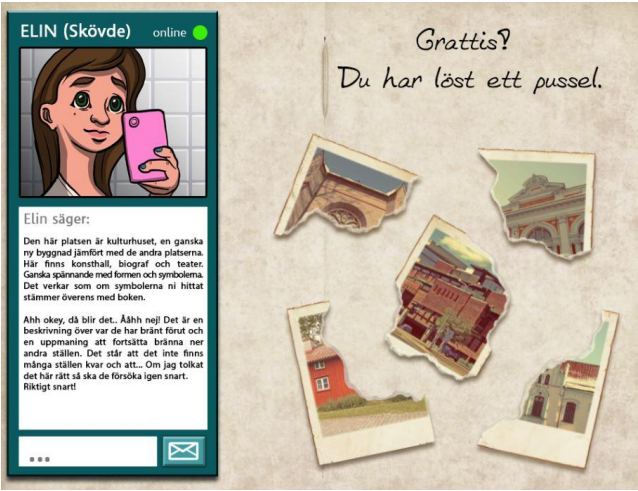 ELIN (Skövde) online
Elin säger:
Den här platsen är kulturhuset, en ganska
ny byggnad jämfört med de andra platserna.
Här finns konsthall, biograf och teater.
Ganska spännande med formen och symbolerna.
Det verkar som om symbolerna ni hittat
stämmer överens med boken.
Ahh okey, då blir det.. Ååhh nej! Det är en
beskrivning över var de har bränt förut och
en uppmaning att fortsätta bränna ner
andra ställen. Det står att det inte finns
många ställen kvar och att... Om jag tolkat
det här rätt så ska de försöka igen snart.
Riktigt snart!
...
Grattis!
Du har löst ett pussel.